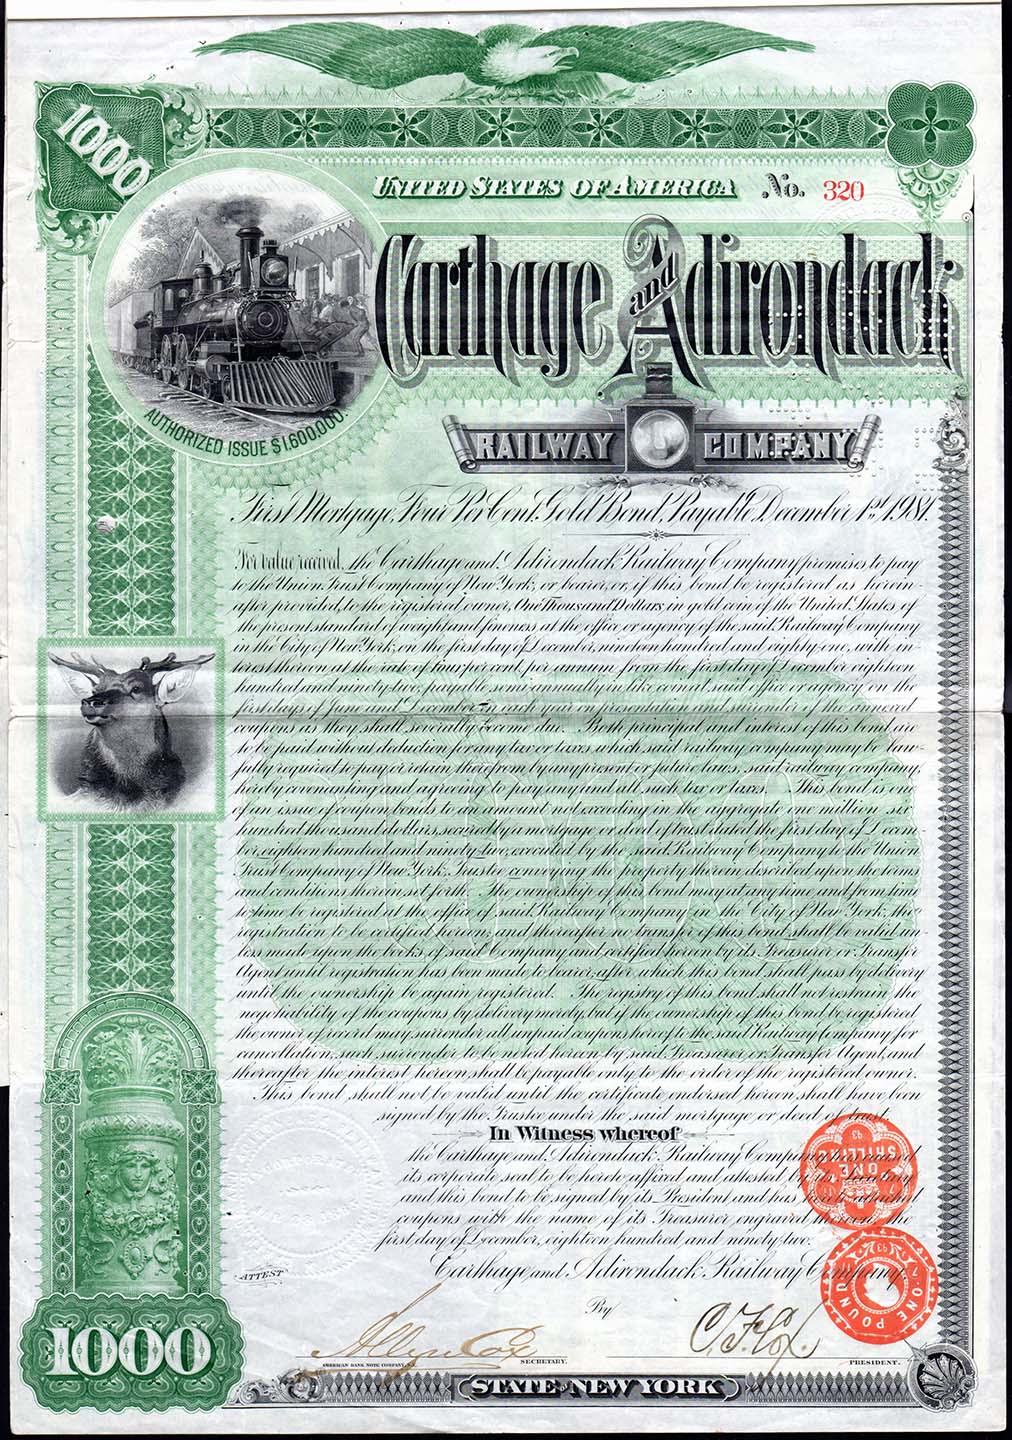 1000
UNITED STATES OF AMERICA No. 320
Carthage and Adirondack
AUTHORIZED ISSUE $1,600,000.
RAILWAY COMPANY
First Mortgage, Four Per Cent. Gold Bond, Payable December 1st 1981.
For value received, the Carthage and Adirondack Railway Company promises to pay
to the Union Trust Company of New York, or bearer, or, if this bond be registered as herein-
after provided, to the registered owner, One Thousand Dollars, in gold coin of the United States of
the present standard of weight and fineness at the office or agency of the said Railway Company
in the City of New York, on the first day of December, nineteen hundred and eighty one, with in-
terest thereon at the rate of four per cent. per annum from the first day of December eighteen
hundred and ninety two, payable semi-annually in like coin at said office or agency on the
first days of June and December in each year on presentation and surrender of the annexed
coupons as they shall severally become due. Both principal and interest of this bond are
to be paid without deduction for any tax or taxes which said railway company may be law-
fully required to pay or retain therefrom by any present or future laws, said railway company,
hereby covenanting and agreeing to pay any and all such tax or taxes. This bond is one
of an issue of coupon bonds to an amount not exceeding in the aggregate one million six
hundred thousand dollars, secured by a mortgage or deed of trust dated the first day of Decem-
ber, eighteen hundred and ninety two, executed by the said Railway Company to the Union
Trust Company of New York, Trustee conveying the property therein described upon the terms
and conditions therein set forth. The ownership of this bond may at any time and from time
to time be registered at the office of said Railway Company in the City of New York, the
registration to be certified hereon; and thereafter no transfer of this bond shall be valid un-
less made upon the books of said Company and certified hereon by its Treasurer or Transfer
Agent until registration has been made to bearer, after which this bond shall pass by delivery
until the ownership be again registered. The registry of this bond shall not restrain the
negotiability of the coupons by delivery merely, but if the ownership of this bond be registered
the owner of record may surrender all unpaid coupons hereof to the said Railway Company for
cancellation, such surrender to be noted hereon by said Treasurer or Transfer Agent, and
thereafter the interest hereon shall be payable only to the order of the registered owner.
This bond shall not be valid until the certificate endorsed hereon shall have been
signed by the Trustee under the said mortgage or deed of trust.
In Witness whereof
the Carthage and Adirondack Railway Company has caused
its corporate seal to be hereto affixed and attested by its Secretary
and this bond to be signed by its President and has
coupons with the name of its Treasurer engraved thereon, the
first day of December, eighteen hundred and ninety two.
Carthage and Adirondack Railway Company,
ONE SHILLING
93
ONE POUND
93
ATTEST
By
C. F. Cox.
AMERICAN BANK NOTE COMPANY, N.Y.
SECRETARY.
PRESIDENT.
1000
STATE OF NEW YORK